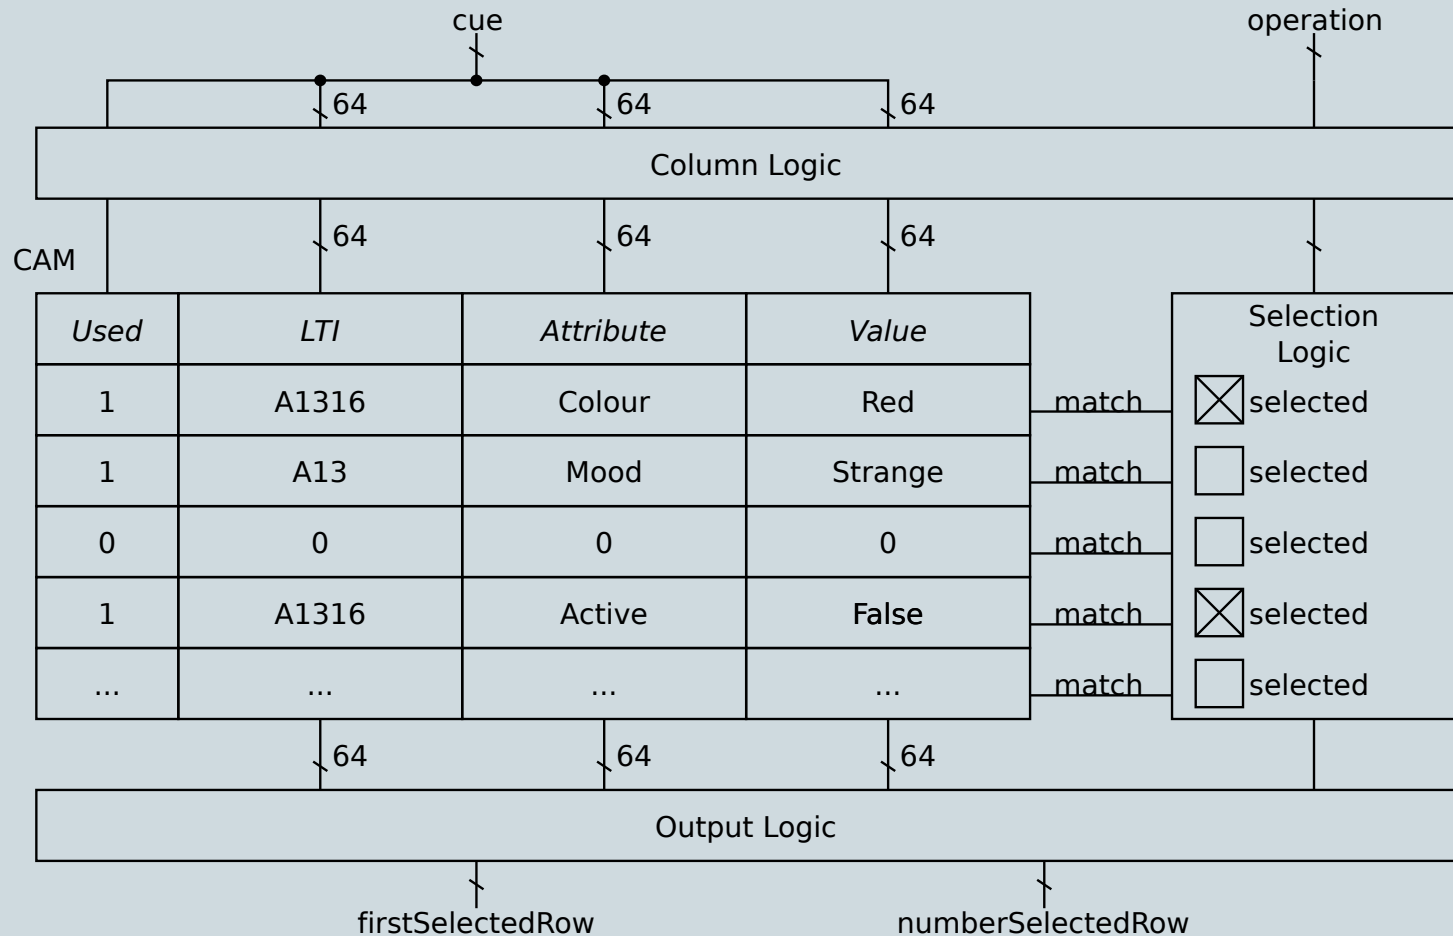 cue operation
64 64 64
Column Logic
64 64 64
CAM
Used LTI Attribute Value Selection
Logic
1 A1316 Colour Red match selected
1 A13 Mood Strange match selected
0 0 0 0 match selected
1 A1316 Active False match selected
... ... ... ... match selected
64 64 64
Output Logic
firstSelectedRow numberSelectedRow